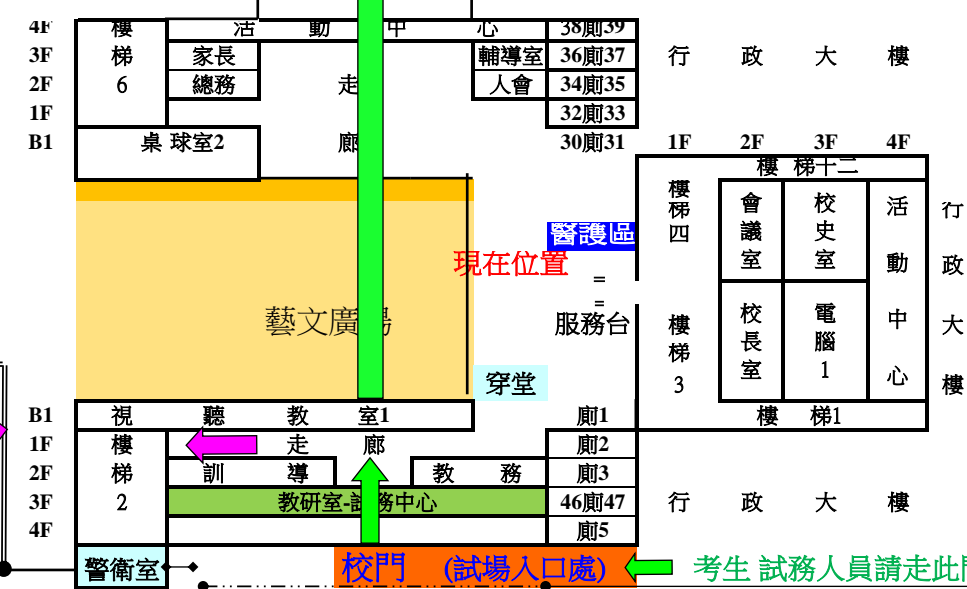 4F 樓 活 動 中 心 38廁39
3F 梯 家長 輔導室 36廁37 行 政 大 樓
2F 6 總務 走 人會 34廁35
1F 32廁33
B1 桌 球室2 廊 30廁31 1F 2F 3F 4F
樓 梯十二
樓梯四 會議室 校史室 活動中心 行政大樓
醫護區
現在位置
=
=
藝文廣場 服務台
樓梯3 校長室 電腦1
穿堂
B1 視 聽 教 室1 廁1 樓 梯1
1F 樓 走 廊 廁2
2F 梯 訓 導 教 務 廁3
3F 2 教研室-試務中心 46廁47 行 政 大 樓
4F 廁5
警衛室 校門 (試場入口處) 考生 試務人員請走此